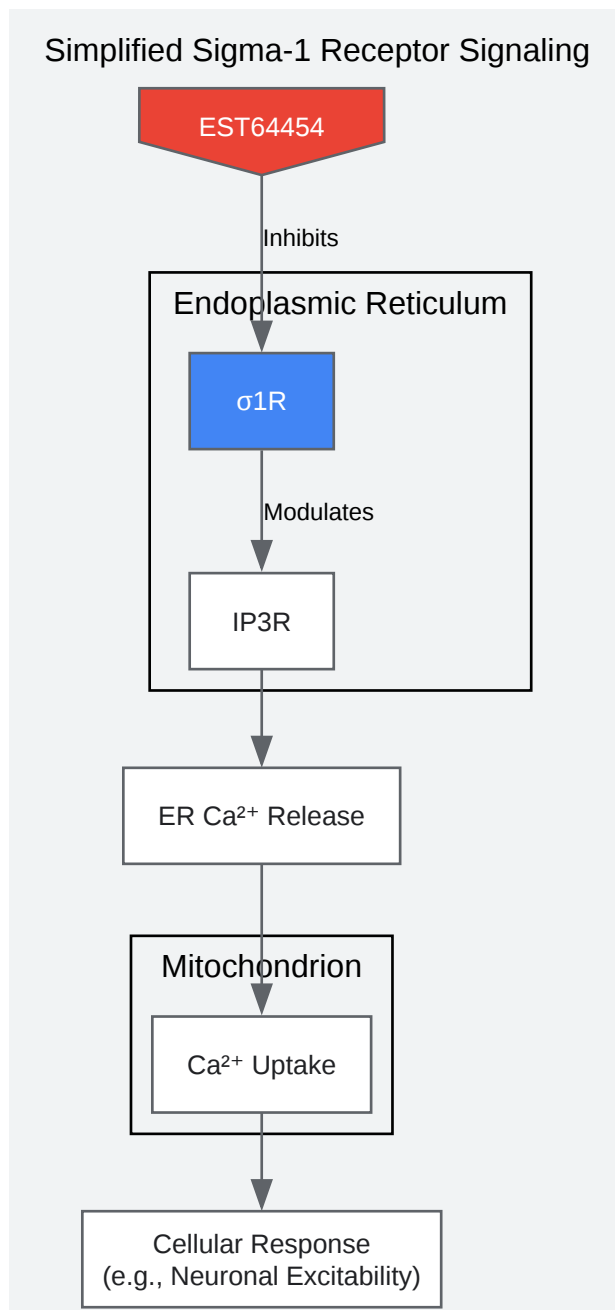 Simplified Sigma-1 Receptor Signaling
EST64454
Inhibits
Endoplasmic Reticulum
σ1R
Modulates
IP3R
ER Ca²⁺ Release
Mitochondrion
Ca²⁺ Uptake
Cellular Response
(e.g., Neuronal Excitability)